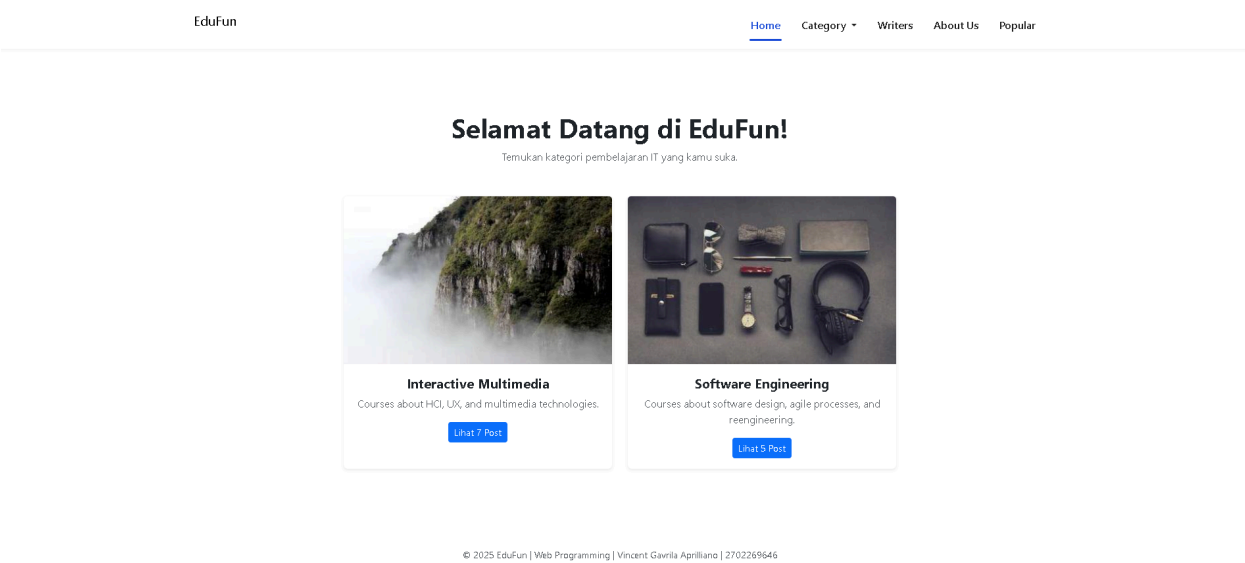 EduFun
Home
Category
Writers
About Us
Popular
Selamat Datang di EduFun!
Temukan kategori pembelajaran IT yang kamu suka.
Interactive Multimedia
Courses about HCI, UX, and multimedia technologies.
Lihat 7 Post
Software Engineering
Courses about software design, agile processes, and
reengineering.
Lihat 5 Post
© 2025 EduFun | Web Programming | Vincent Gavrila Aprilliano | 2702269646